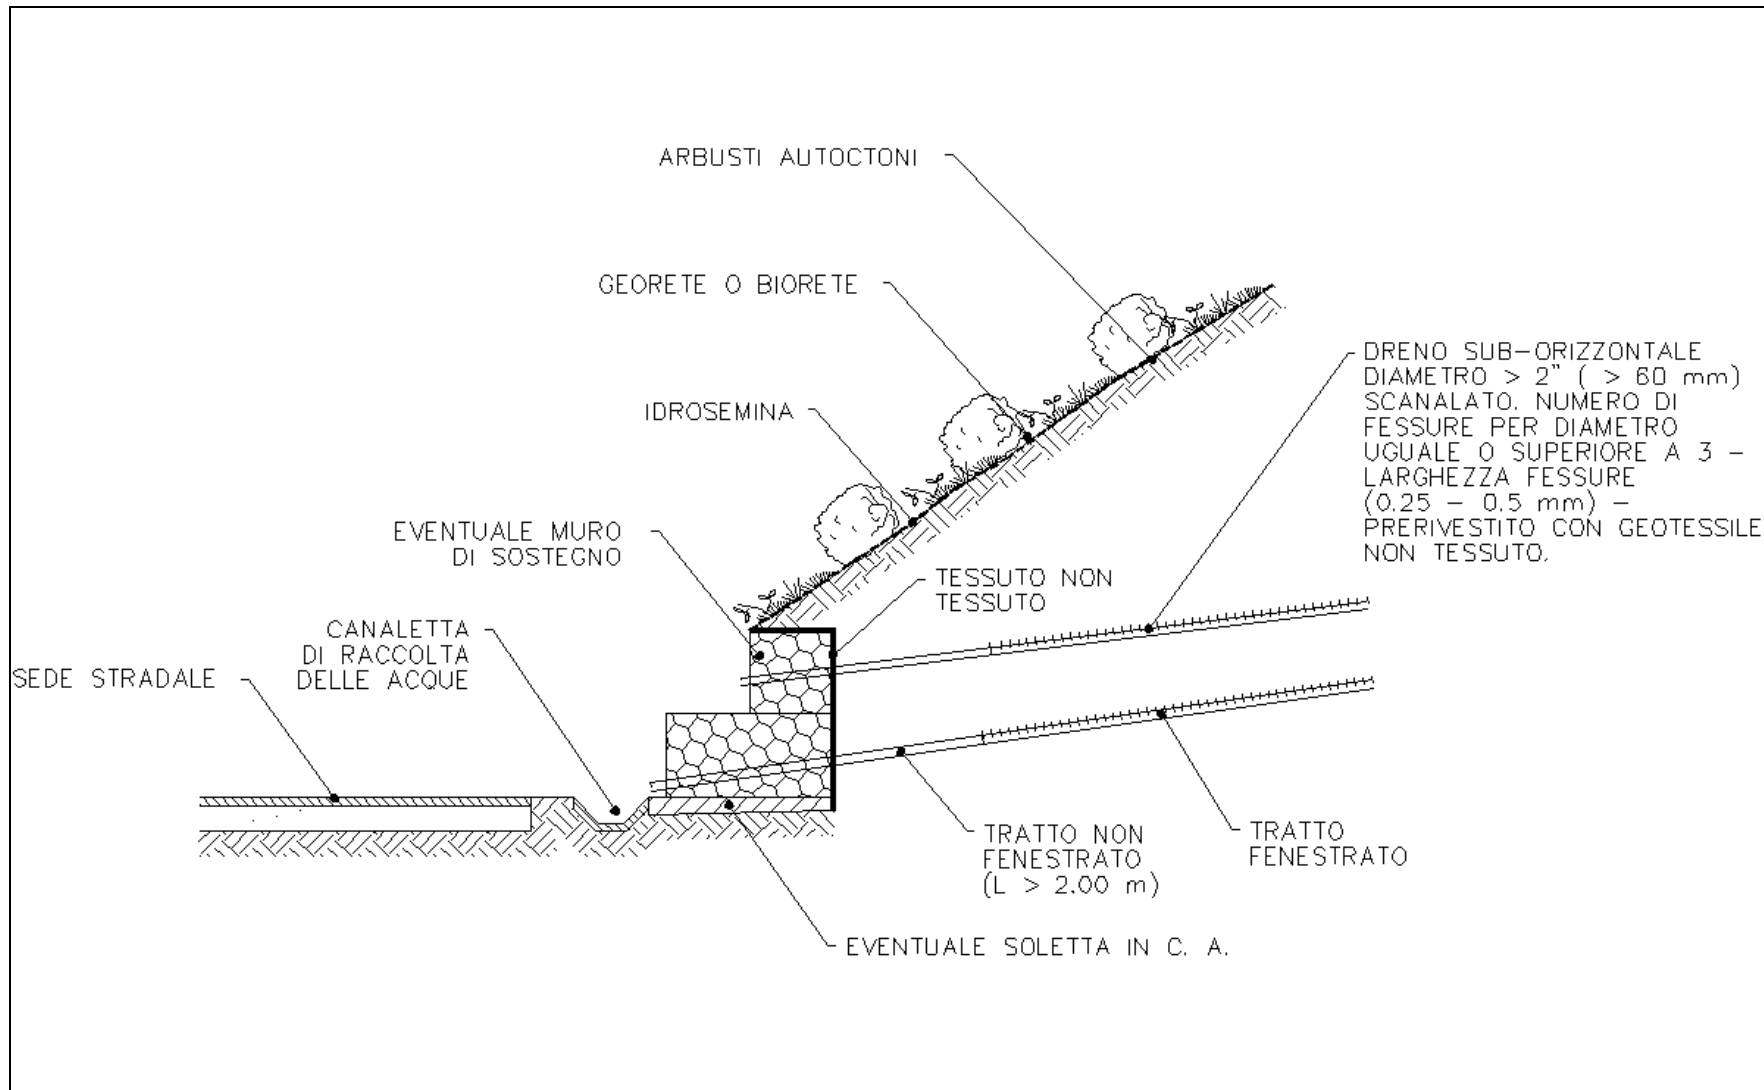 ARBUSTI AUTOCTONI
GEORETE O BIORETE
IDROSEMINA
DRENO SUB-ORIZZONTALE
DIAMETRO > 2" ( > 60 mm)
SCANALATO. NUMERO DI
FESSURE PER DIAMETRO
UGUALE O SUPERIORE A 3 -
LARGHEZZA FESSURE
(0.25 - 0.5 mm) -
PRERIVESTITO CON GEOTESSILE
NON TESSUTO.
EVENTUALE MURO
DI SOSTEGNO
TESSUTO NON
TESSUTO
CANALETTA
DI RACCOLTA
DELLE ACQUE
SEDE STRADALE
TRATTO NON
FENESTRATO
(L > 2.00 m)
TRATTO
FENESTRATO
EVENTUALE SOLETTA IN C. A.